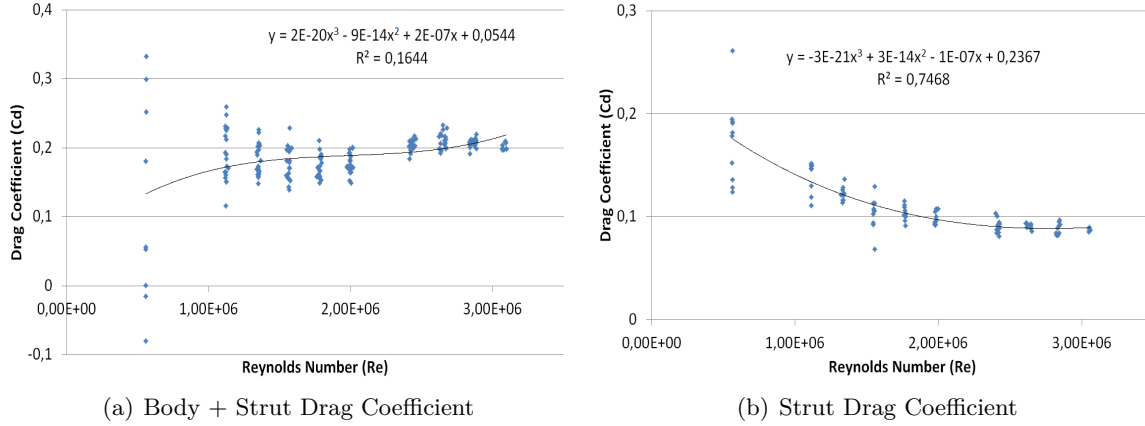 0,4
0,3
0,2
0,1
0
-0,1
Drag Coefficient (Cd)
y = 2E-20x³ - 9E-14x² + 2E-07x + 0,0544
R² = 0,1644
0,00E+00
1,00E+06
2,00E+06
3,00E+06
Reynolds Number (Re)
(a) Body + Strut Drag Coefficient
0,3
0,2
0,1
0
Drag Coefficient (Cd)
y = -3E-21x³ + 3E-14x² - 1E-07x + 0,2367
R² = 0,7468
0,00E+00
1,00E+06
2,00E+06
3,00E+06
Reynolds Number (Re)
(b) Strut Drag Coefficient